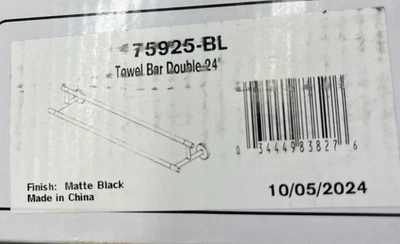 75925-BL
Towel Bar Double 24"
0 34449 83827 6
Finish: Matte Black
Made in China
10/05/2024